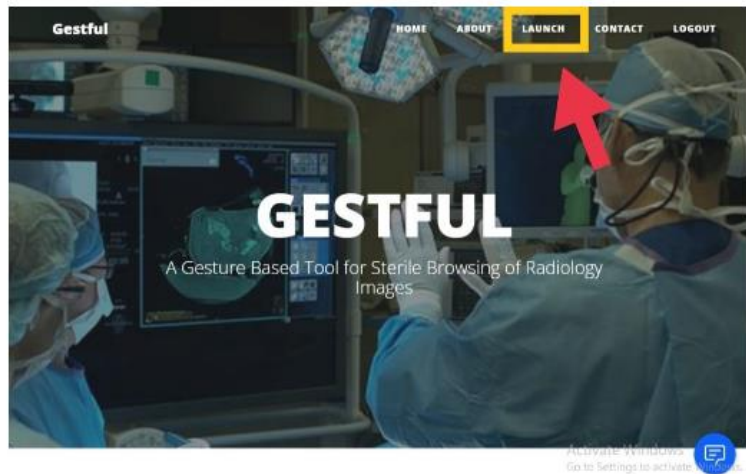 Gestful
HOME ABOUT LAUNCH CONTACT LOGOUT
GESTFUL
A Gesture Based Tool for Sterile Browsing of Radiology
Images
Activate Windows
Go to Settings to activate Windows.